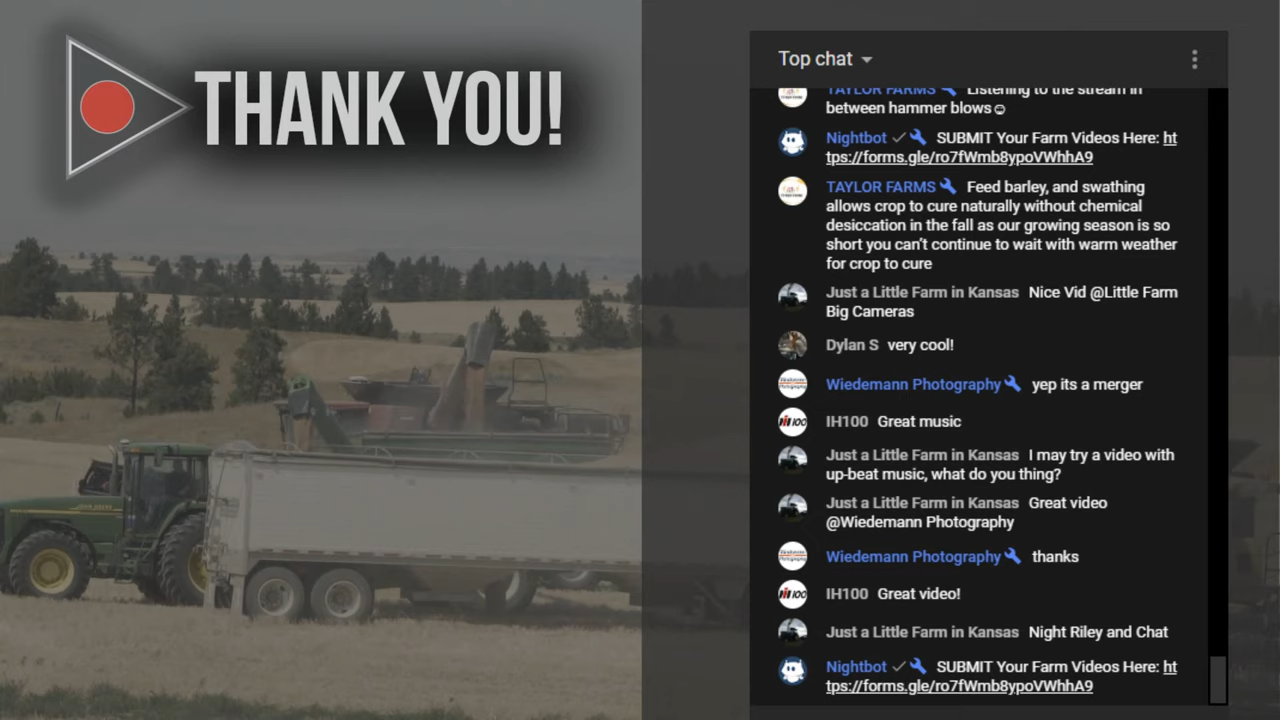 THANK YOU!
Top chat
TAYLOR FARMS Listening to the stream in
between hammer blows☺
Nightbot SUBMIT Your Farm Videos Here: ht
tps://forms.gle/ro7fWmb8ypoVWhhA9
TAYLOR FARMS Feed barley, and swathing
allows crop to cure naturally without chemical
desiccation in the fall as our growing season is so
short you can't continue to wait with warm weather
for crop to cure
Just a Little Farm in Kansas Nice Vid @Little Farm
Big Cameras
Dylan S very cool!
Wiedemann Photography yep its a merger
IH100 Great music
Just a Little Farm in Kansas I may try a video with
up-beat music, what do you thing?
Just a Little Farm in Kansas Great video
@Wiedemann Photography
Wiedemann Photography thanks
IH100 Great video!
Just a Little Farm in Kansas Night Riley and Chat
Nightbot SUBMIT Your Farm Videos Here: ht
tps://forms.gle/ro7fWmb8ypoVWhhA9